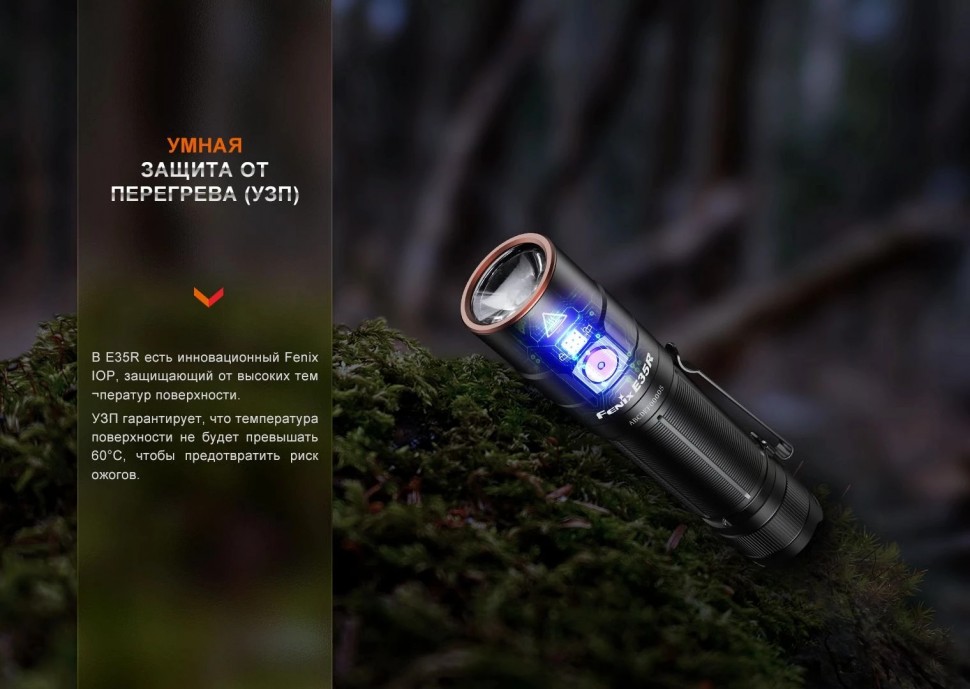 УМНАЯ
ЗАЩИТА ОТ
ПЕРЕГРЕВА (УЗП)
В E35R есть инновационный Fenix
IOP, защищающий от высоких тем
¬ператур поверхности.
УЗП гарантирует, что температура
поверхности не будет превышать
60°C, чтобы предотвратить риск
ожогов.
FENIX E35R